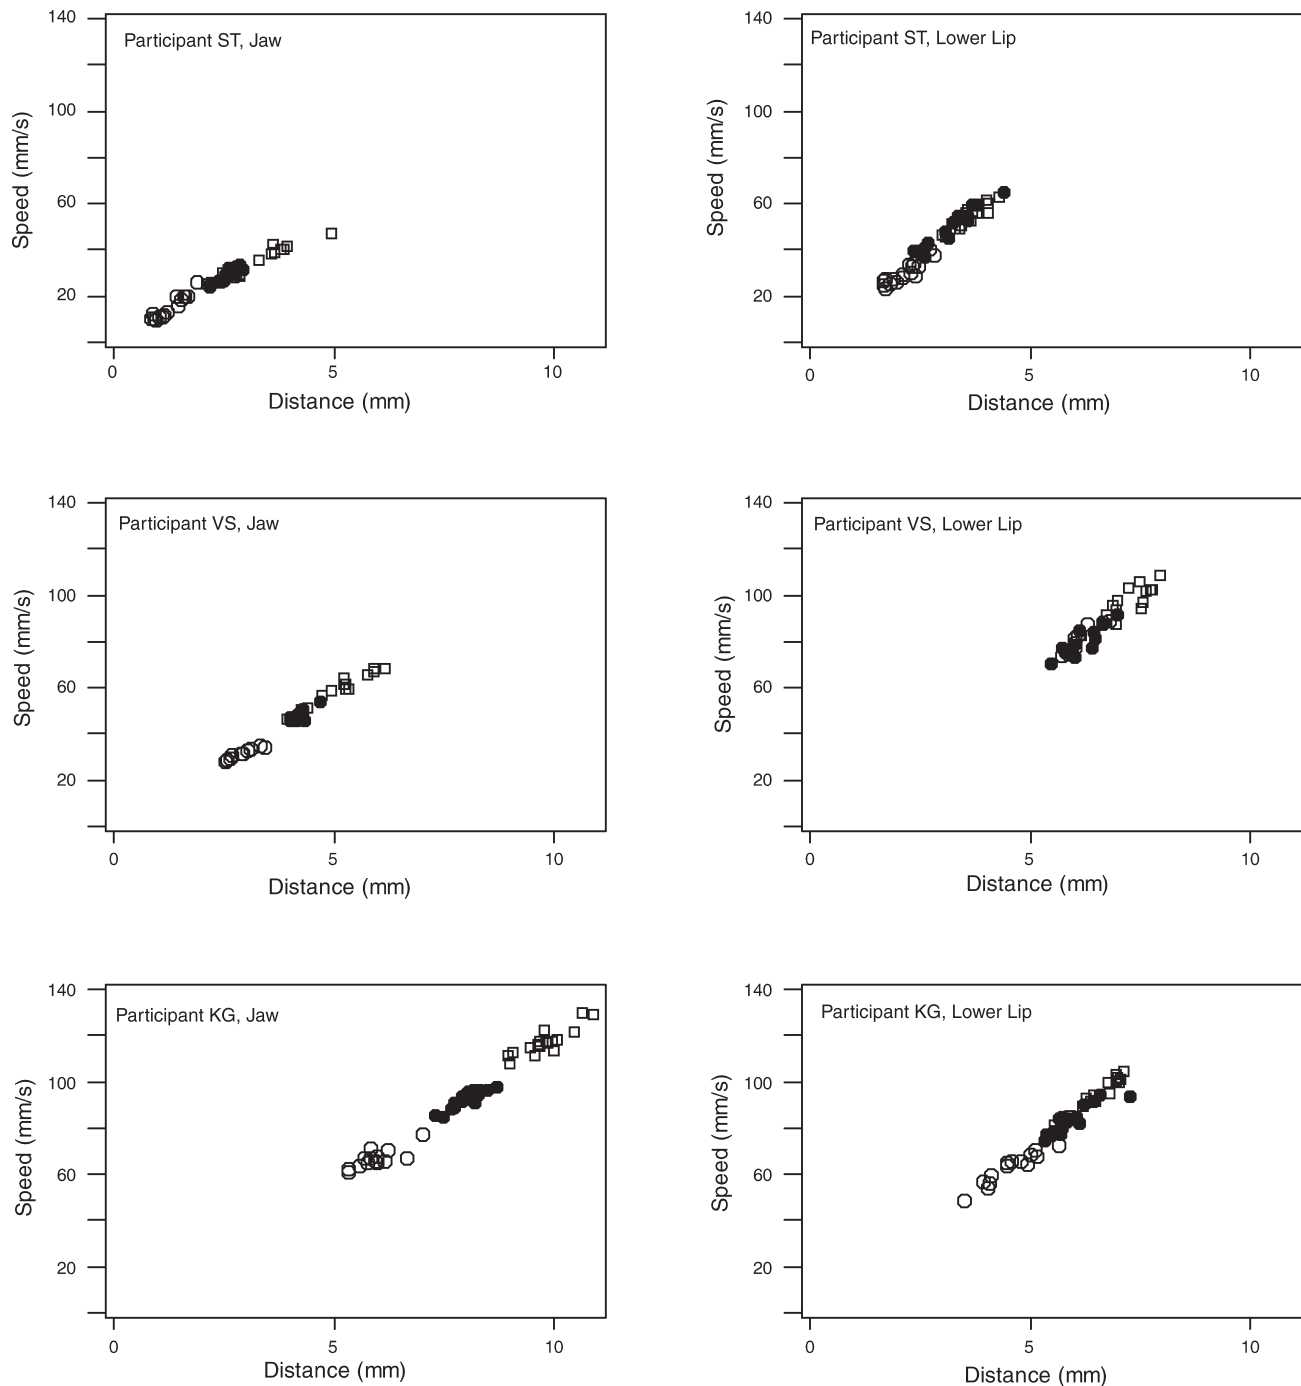 140
Participant ST, Jaw
100
60
20
Speed (mm/s)
0 5 10
Distance (mm)
140
Participant ST, Lower Lip
100
60
20
Speed (mm/s)
0 5 10
Distance (mm)
140
Participant VS, Jaw
100
60
20
Speed (mm/s)
0 5 10
Distance (mm)
140
Participant VS, Lower Lip
100
60
20
Speed (mm/s)
0 5 10
Distance (mm)
140
Participant KG, Jaw
100
60
20
Speed (mm/s)
0 5 10
Distance (mm)
140
Participant KG, Lower Lip
100
60
20
Speed (mm/s)
0 5 10
Distance (mm)